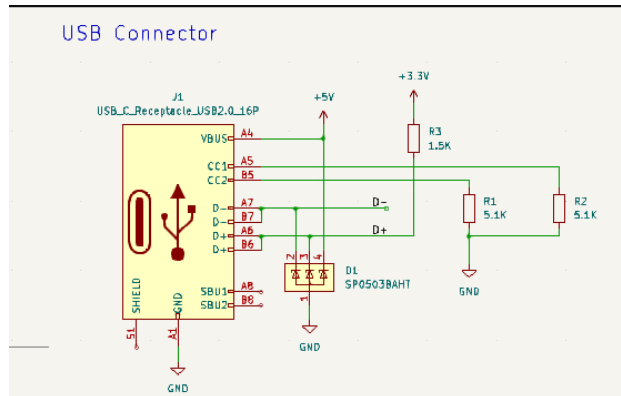 USB Connector
J1
USB_C_Receptacle_USB2.0_16P
VBUS A4
CC1 A5
CC2 B5
D- A7
D- B7
D+ A6
D+ B6
SBU1 A8
SBU2 B8
SHIELD
GND
S1
A1
GND
+5V
+3.3V
R3
1.5K
D-
D+
2 3 4
1
D1
SP0503BAHT
GND
R1
5.1K
R2
5.1K
GND